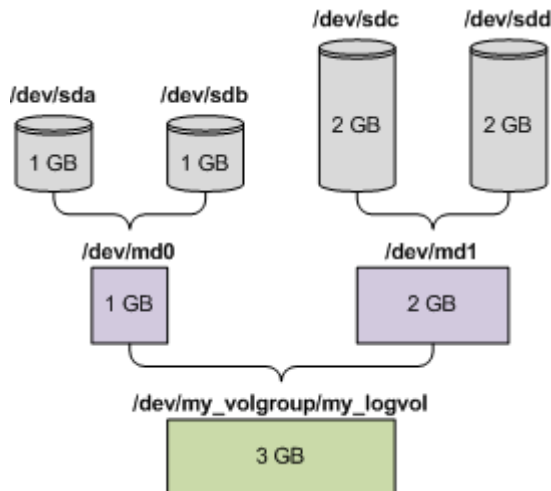 /dev/sdc /dev/sdd
/dev/sda /dev/sdb
2 GB 2 GB
1 GB 1 GB
/dev/md0 /dev/md1
1 GB 2 GB
/dev/my_volgroup/my_logvol
3 GB